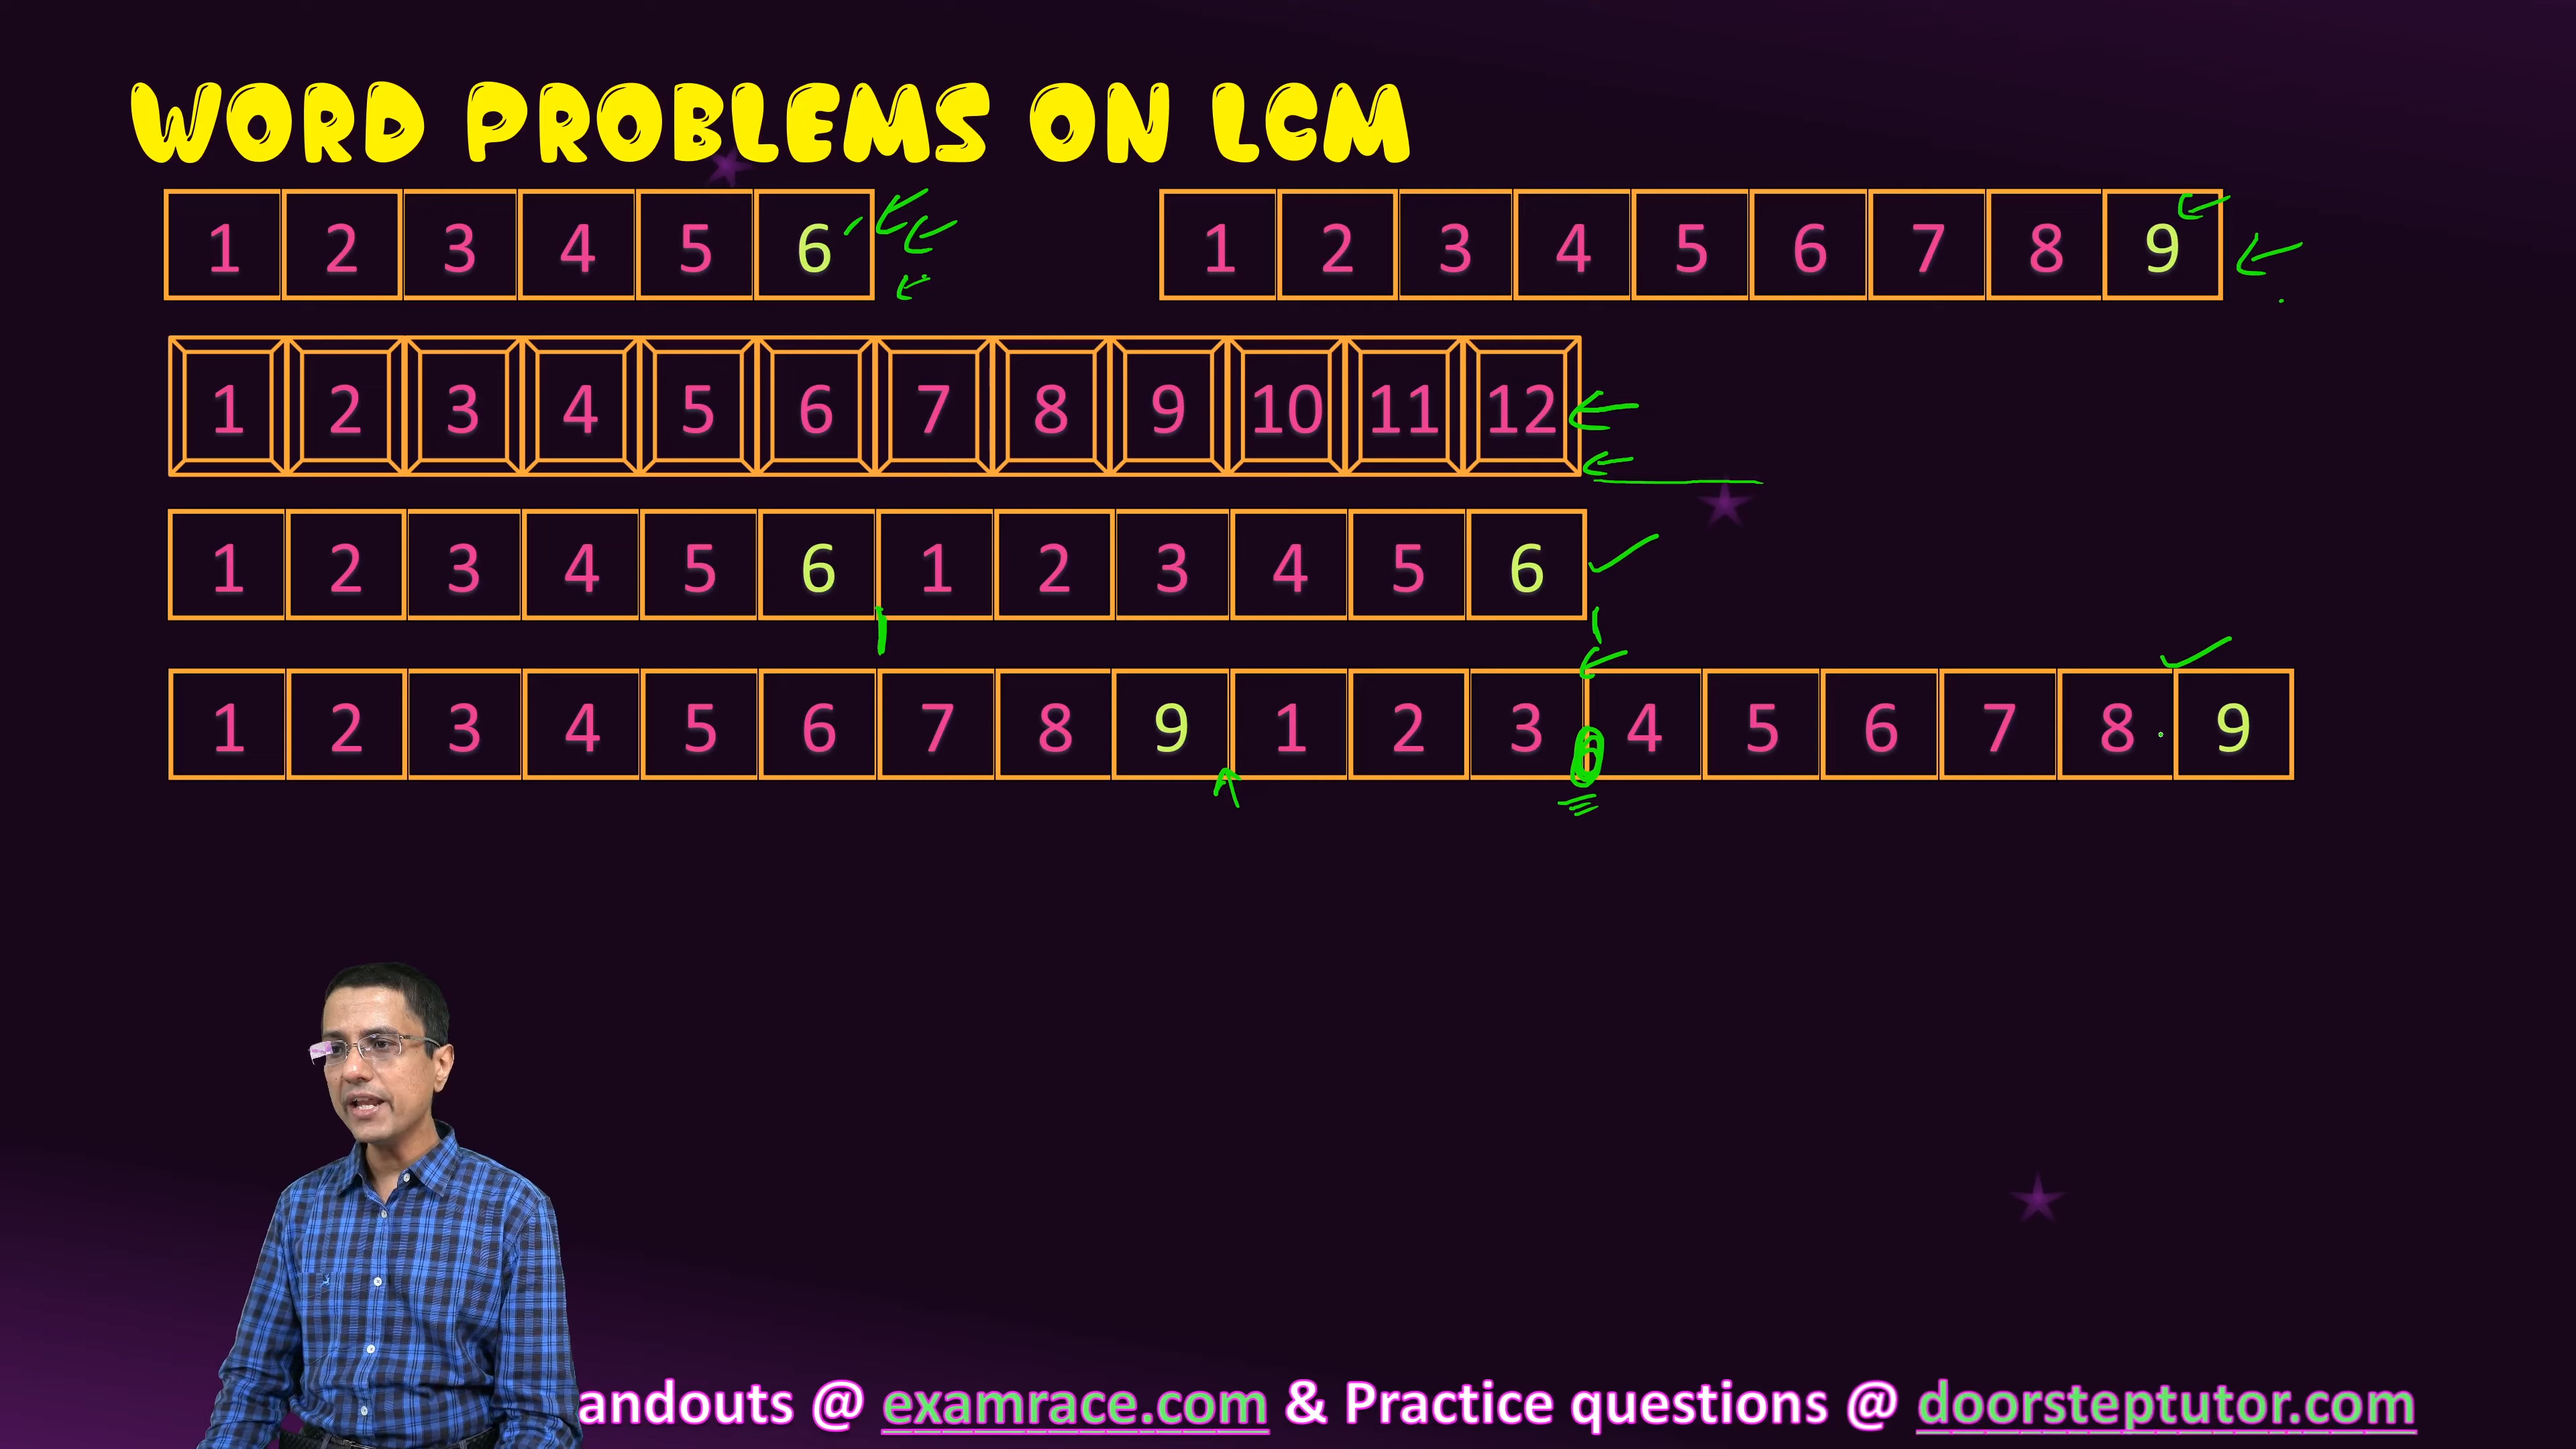 WORD PROBLEMS ON LCM
1 2 3 4 5 6 1 2 3 4 5 6 7 8 9
1 2 3 4 5 6 7 8 9 10 11 12
1 2 3 4 5 6 1 2 3 4 5 6
1 2 3 4 5 6 7 8 9 1 2 3 4 5 6 7 8 9
andouts @ examrace.com & Practice questions @ doorsteptutor.com